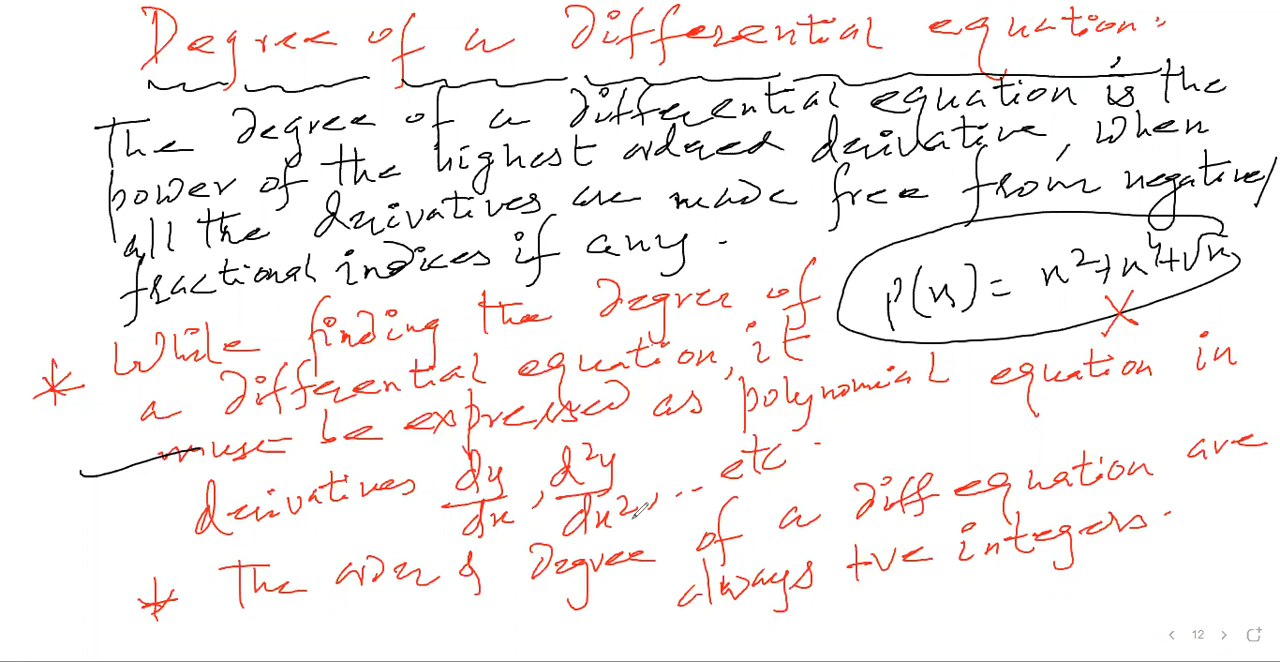 Degree of a differential equation:
The degree of a differential equation is the
power of the highest ordered derivative, when
all the derivatives are made free from negative/
fractional indices if any.
P(x) = x² + x⁴ + √x
X
* While finding the degree of
a differential equation, it
must be expressed as polynomial equation in
derivatives dy/dx, d²y/dx², ... etc.
* The order & Degree of a diff equation are
always +ve integers.
< 12 >